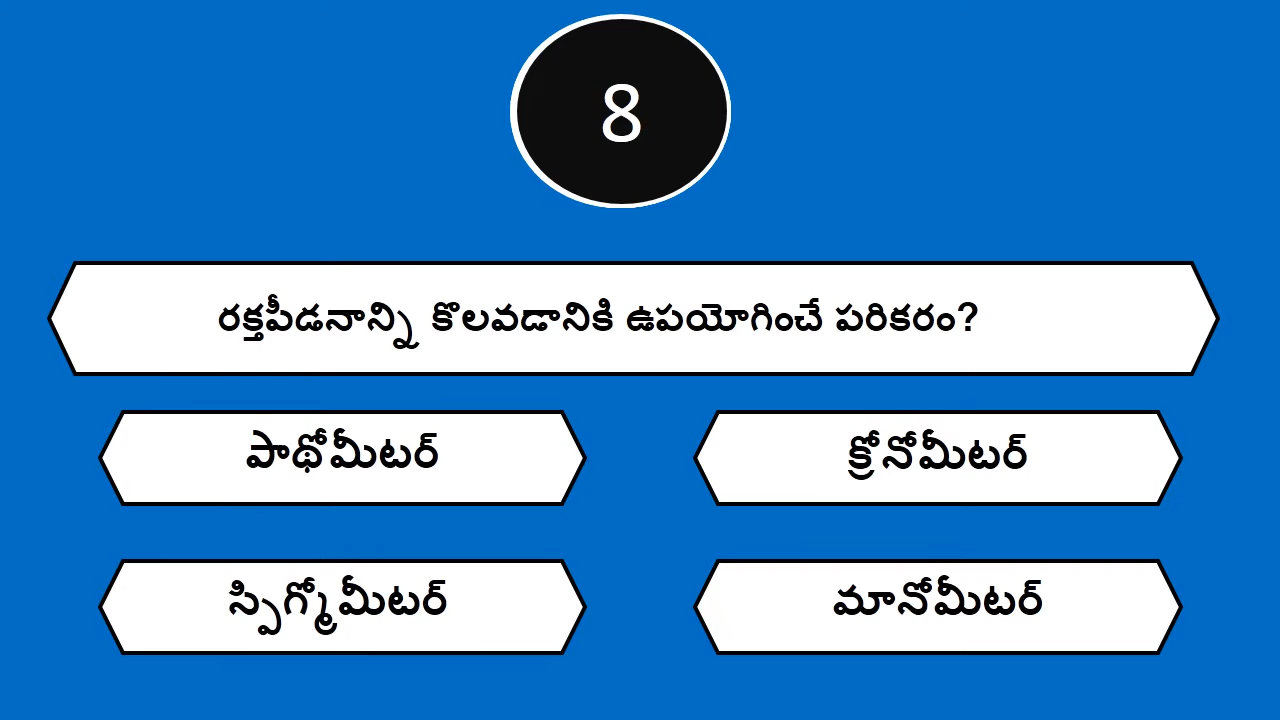 8
రక్తపీడనాన్ని కొలవడానికి ఉపయోగించే పరికరం?
పాథోమీటర్
క్రోనోమీటర్
స్పిగ్మోమీటర్
మానోమీటర్